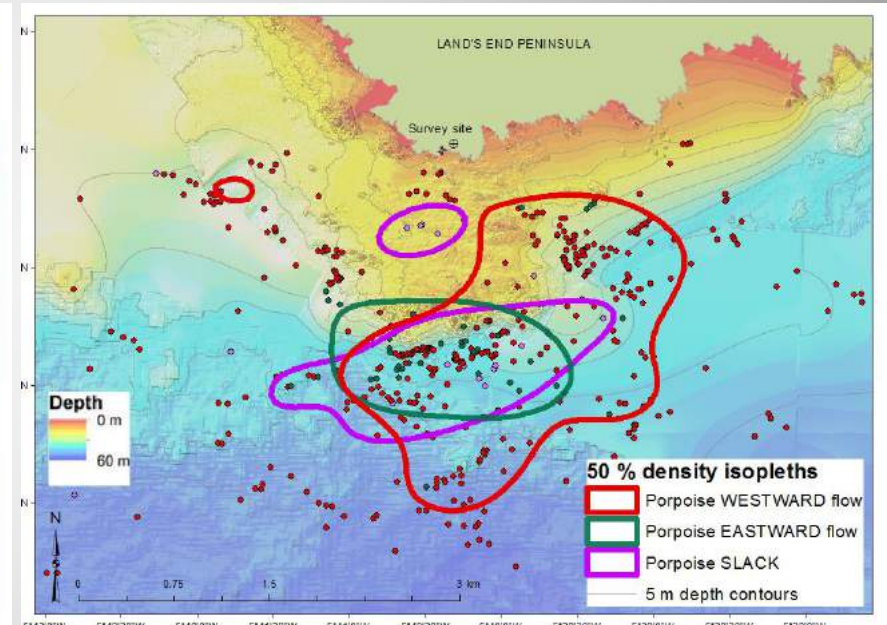 LAND'S END PENINSULA
Survey site
Depth
0 m
60 m
N
0 0.75 1.5 3 km
50 % density isopleths
Porpoise WESTWARD flow
Porpoise EASTWARD flow
Porpoise SLACK
5 m depth contours